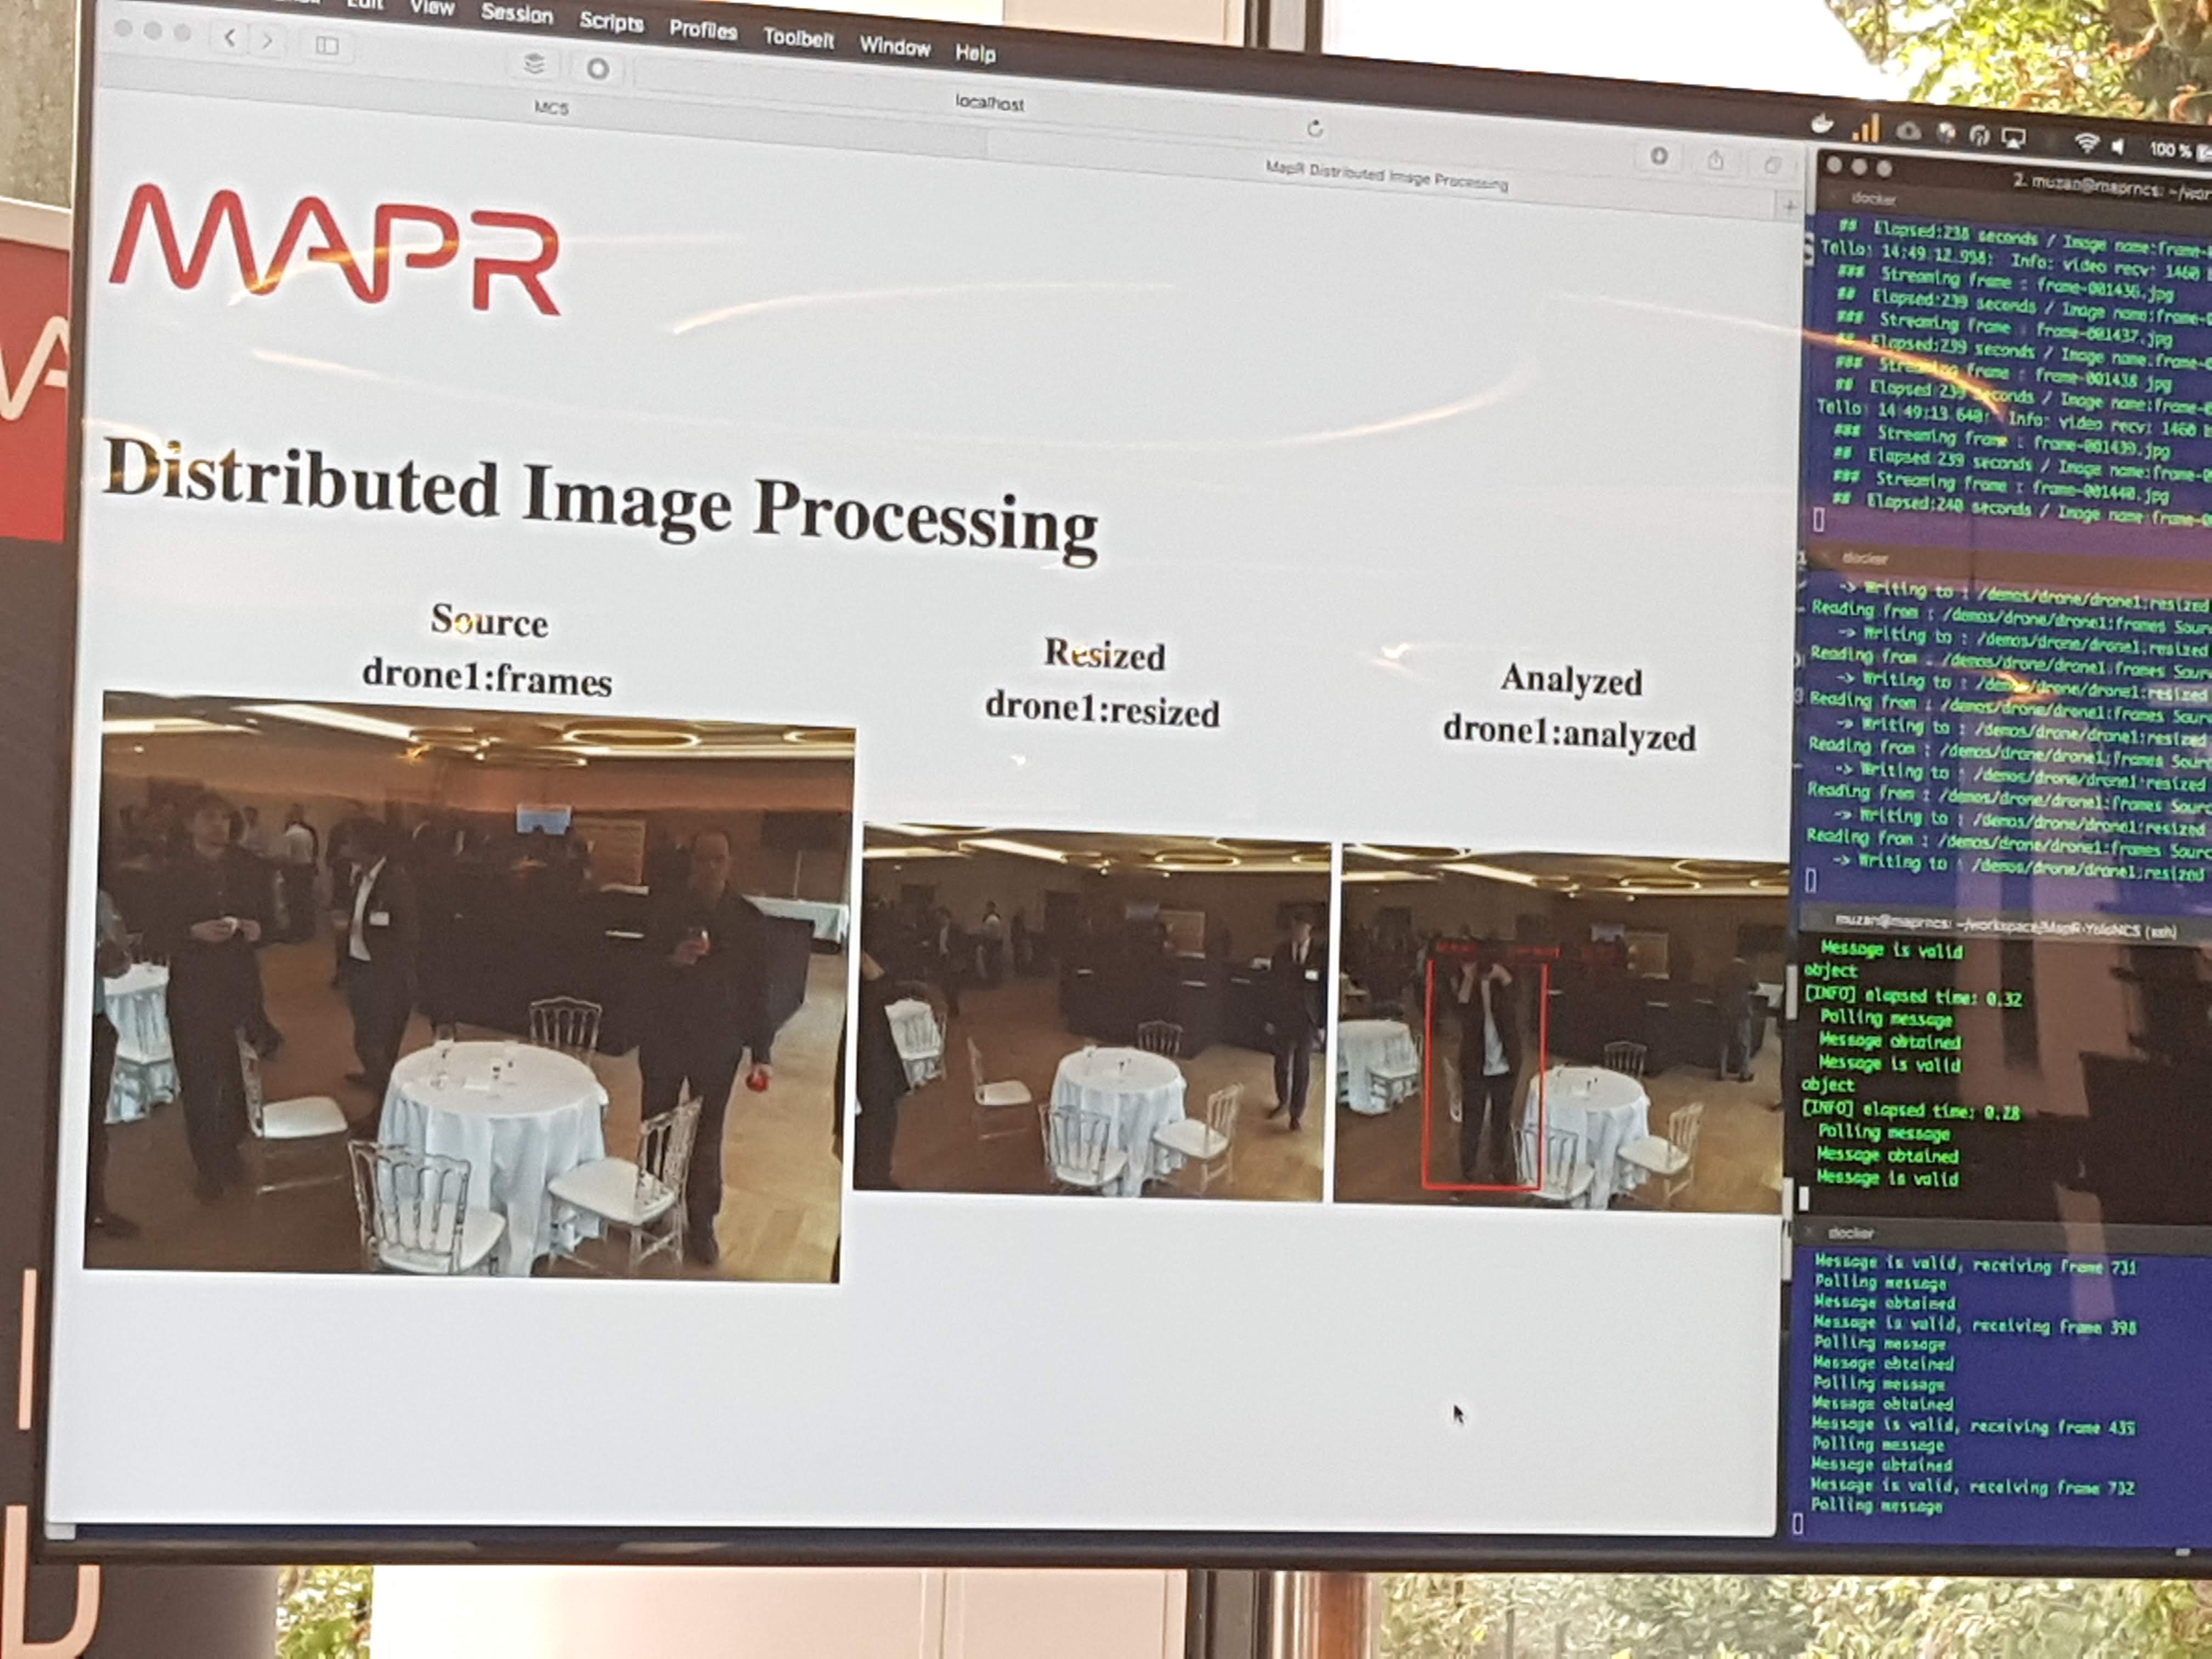 Edit View Session Scripts Profiles Toolbelt Window Help
localhost
MCS
MapR Distributed Image Processing
100 %
MAPR
Distributed Image Processing
Source
drone1:frames
Resized
drone1:resized
Analyzed
drone1:analyzed
2. muzan@maprncs: ~/wor
docker
## Elapsed:238 seconds / Image name:frame-
Tello: 14:49:12.998: Info: video recv: 1460 b
### Streaming frame : frame-001436.jpg
## Elapsed:239 seconds / Image name:frame-0
### Streaming frame : frame-001437.jpg
## Elapsed:239 seconds / Image name:frame-0
### Streaming frame : frame-001438.jpg
## Elapsed:239 seconds / Image name:frame-0
Tello: 14:49:13.640: Info: video recv: 1460 b
### Streaming frame : frame-001439.jpg
## Elapsed:239 seconds / Image name:frame-0
### Streaming frame : frame-001440.jpg
## Elapsed:240 seconds / Image name:frame-0
docker
-> Writing to : /demos/drone/drone1:resized
Reading from : /demos/drone/drone1:frames Sour
-> Writing to : /demos/drone/drone1:resized
Reading from : /demos/drone/drone1:frames Sour
-> Writing to : /demos/drone/drone1:resized
Reading from : /demos/drone/drone1:frames Sour
-> Writing to : /demos/drone/drone1:resized
Reading from : /demos/drone/drone1:frames Sour
-> Writing to : /demos/drone/drone1:resized
Reading from : /demos/drone/drone1:frames Sour
-> Writing to : /demos/drone/drone1:resized
Reading from : /demos/drone/drone1:frames Sour
-> Writing to : /demos/drone/drone1:resized
muzan@maprncs: ~/workspace/MapR-YoloNCS (ssh)
Message is valid
object
[INFO] elapsed time: 0.32
Polling message
Message obtained
Message is valid
object
[INFO] elapsed time: 0.28
Polling message
Message obtained
Message is valid
docker
Message is valid, receiving frame 731
Polling message
Message obtained
Message is valid, receiving frame 398
Polling message
Message obtained
Polling message
Message obtained
Message is valid, receiving frame 435
Polling message
Message obtained
Message is valid, receiving frame 732
Polling message